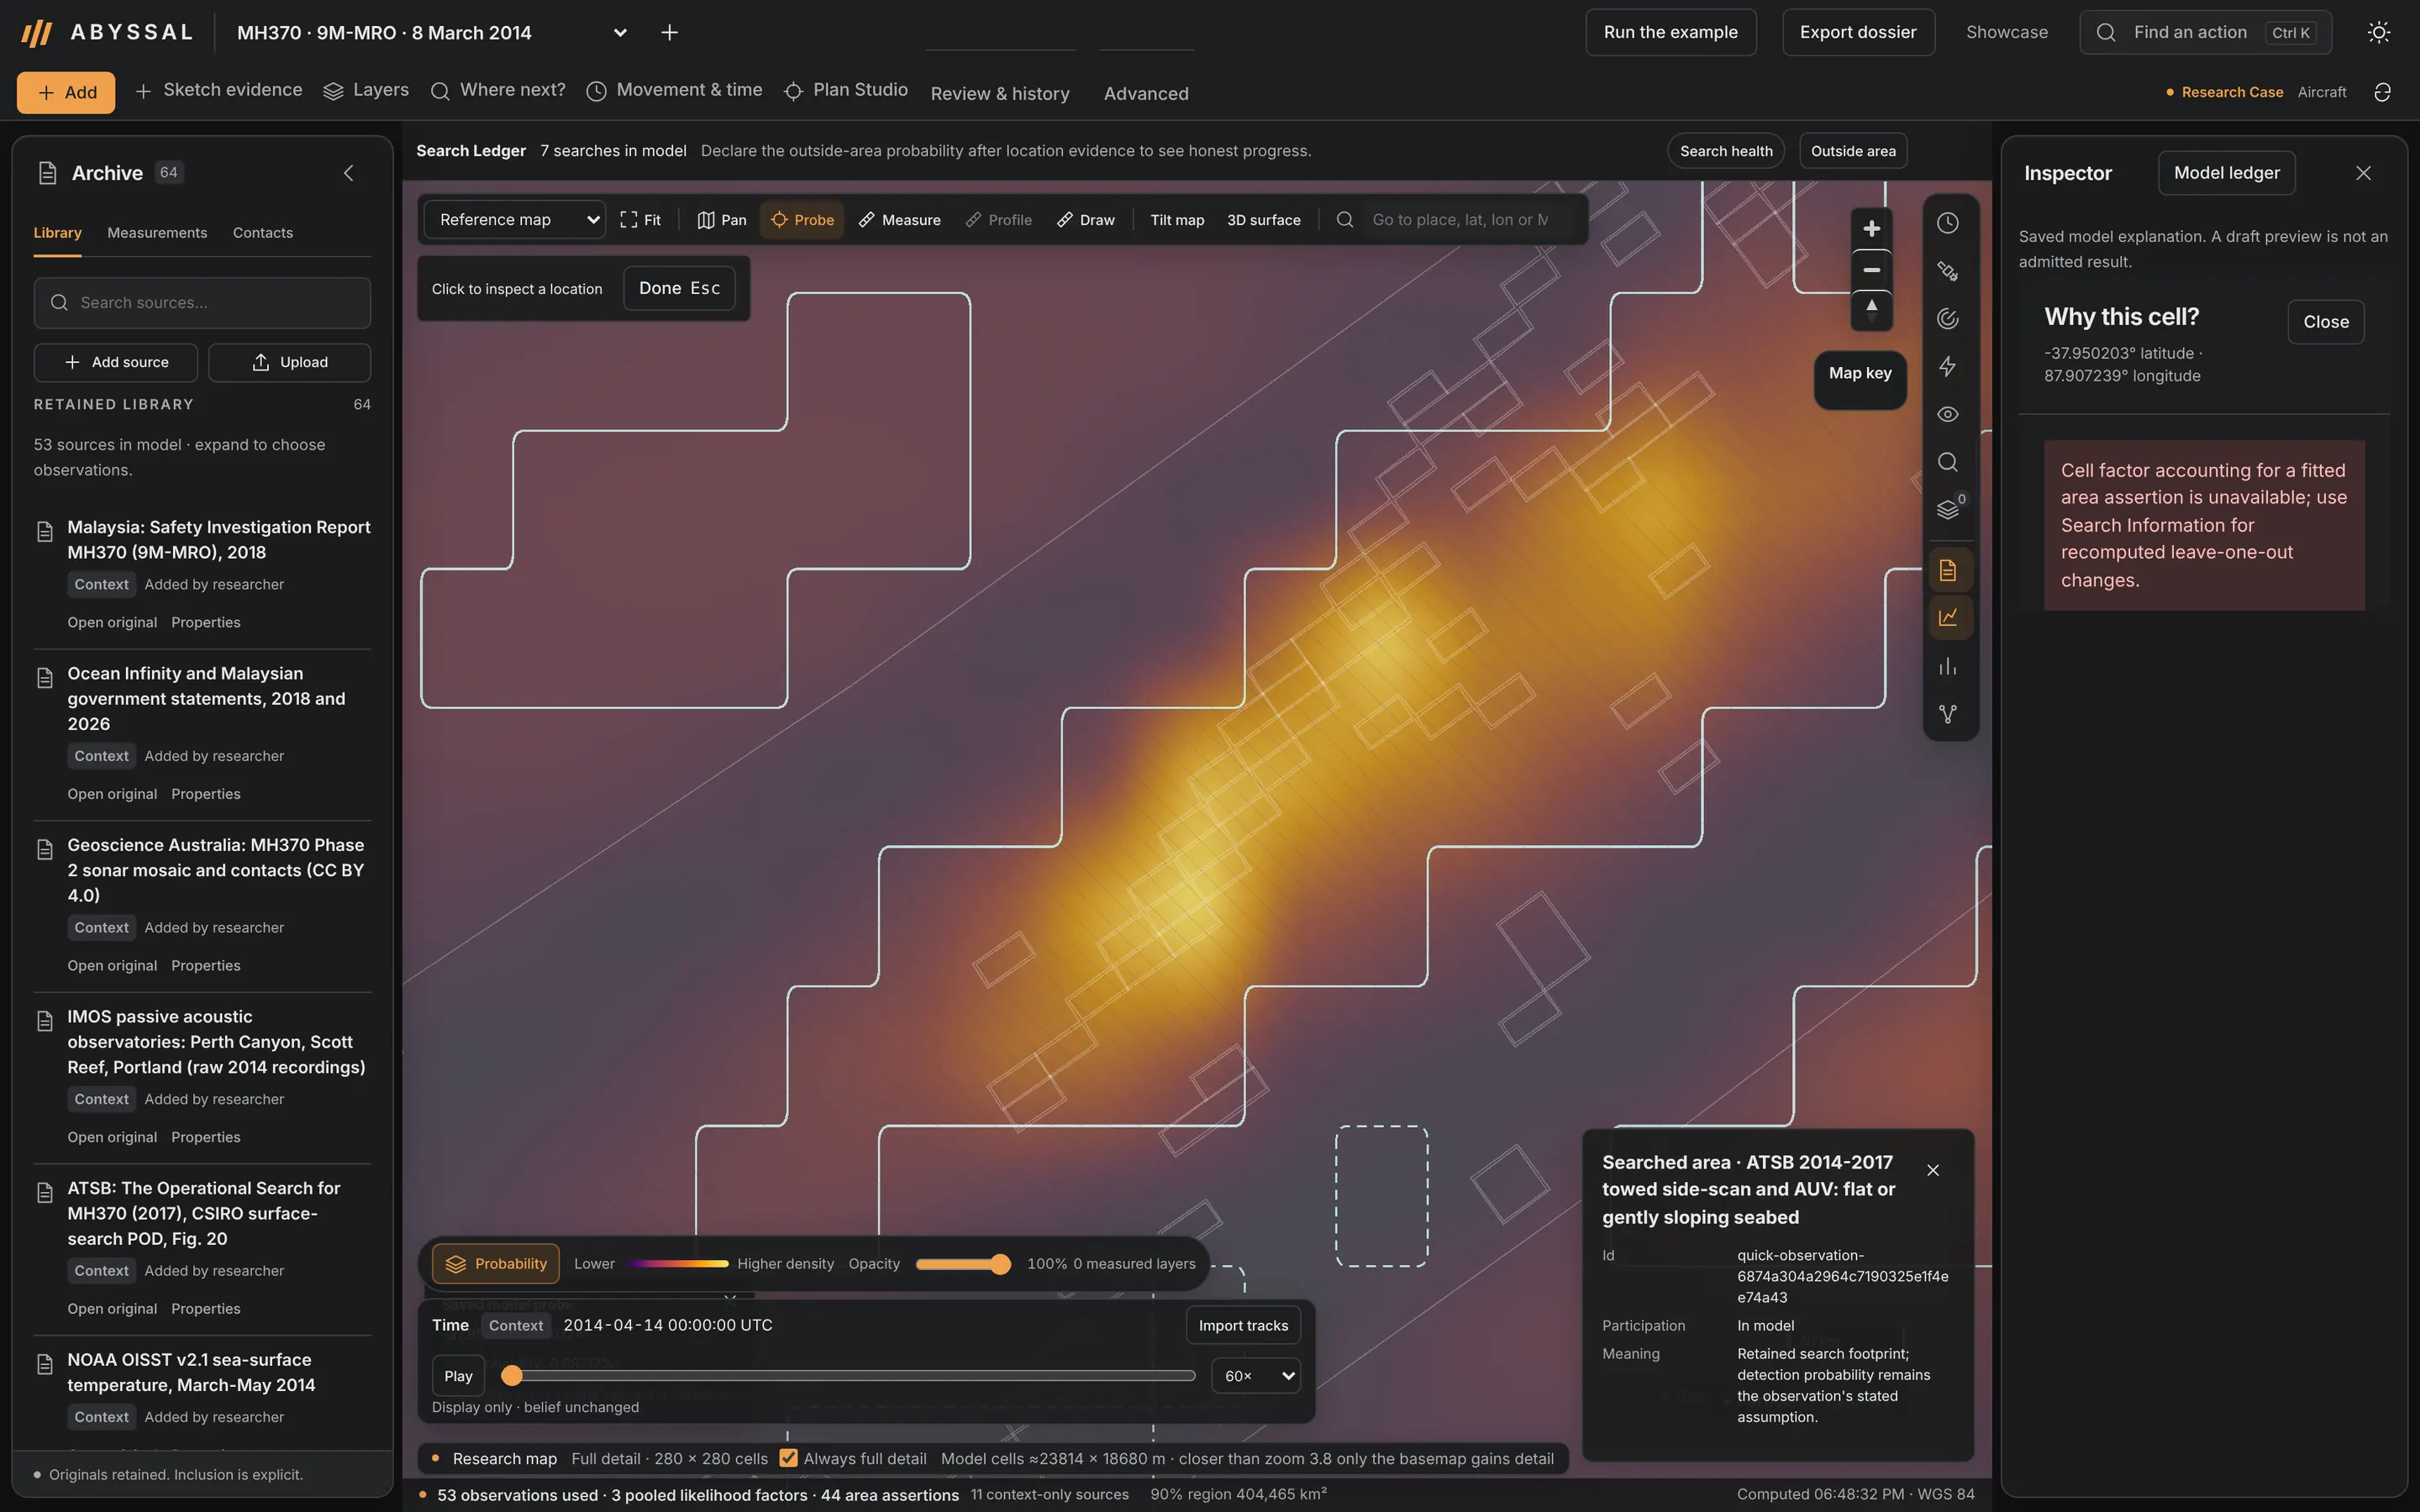 ABYSSAL
MH370 · 9M-MRO · 8 March 2014
Run the example
Export dossier
Showcase
Find an action
Ctrl K
Add
Sketch evidence
Layers
Where next?
Movement & time
Plan Studio
Review & history
Advanced
Research Case
Aircraft
Archive
64
Library
Measurements
Contacts
Search sources...
Add source
Upload
RETAINED LIBRARY
64
53 sources in model · expand to choose
observations.
Malaysia: Safety Investigation Report
MH370 (9M-MRO), 2018
Context Added by researcher
Open original Properties
Ocean Infinity and Malaysian
government statements, 2018 and
2026
Context Added by researcher
Open original Properties
Geoscience Australia: MH370 Phase
2 sonar mosaic and contacts (CC BY
4.0)
Context Added by researcher
Open original Properties
IMOS passive acoustic
observatories: Perth Canyon, Scott
Reef, Portland (raw 2014 recordings)
Context Added by researcher
Open original Properties
ATSB: The Operational Search for
MH370 (2017), CSIRO surface-
search POD, Fig. 20
Context Added by researcher
Open original Properties
NOAA OISST v2.1 sea-surface
temperature, March-May 2014
Context Added by researcher
Originals retained. Inclusion is explicit.
Search Ledger 7 searches in model Declare the outside-area probability after location evidence to see honest progress.
Search health
Outside area
Reference map
Fit
Pan
Probe
Measure
Profile
Draw
Tilt map
3D surface
Go to place, lat, lon or M
Click to inspect a location
Done Esc
Map key
0
Probability
Lower
Higher density
Opacity
100% 0 measured layers
Saved model probe
Time Context 2014-04-14 00:00:00 UTC
Import tracks
Play
60×
Display only · belief unchanged
Searched area · ATSB 2014-2017
towed side-scan and AUV: flat or
gently sloping seabed
Id
quick-observation-
6874a304a2964c7190325e1f4e
e74a43
Participation
In model
Meaning
Retained search footprint;
detection probability remains
the observation's stated
assumption.
Research map Full detail · 280 × 280 cells Always full detail Model cells ≈23814 × 18680 m · closer than zoom 3.8 only the basemap gains detail
53 observations used · 3 pooled likelihood factors · 44 area assertions 11 context-only sources 90% region 404,465 km²
Computed 06:48:32 PM · WGS 84
Inspector
Model ledger
Saved model explanation. A draft preview is not an
admitted result.
Why this cell?
Close
-37.950203° latitude ·
87.907239° longitude
Cell factor accounting for a fitted
area assertion is unavailable; use
Search Information for
recomputed leave-one-out
changes.